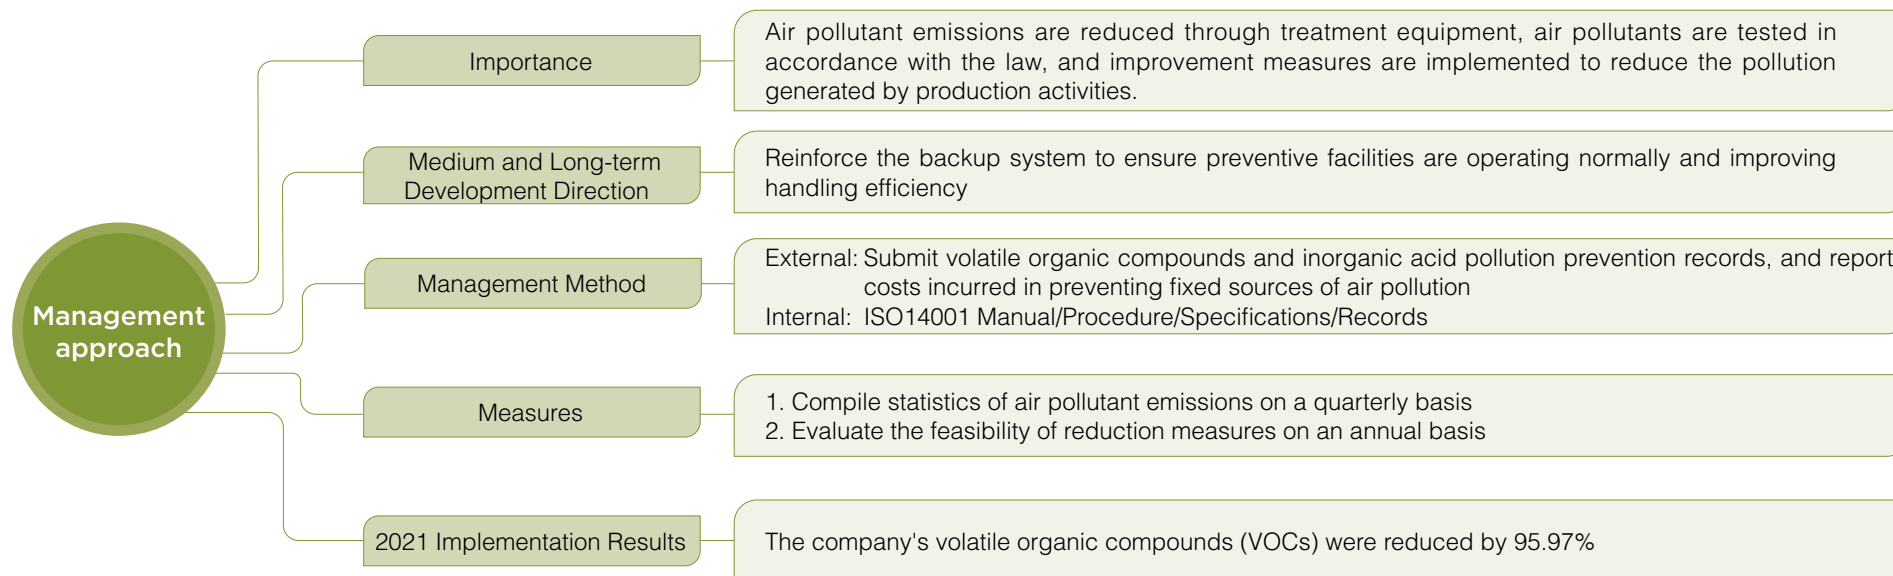 Management
approach
Importance
Air pollutant emissions are reduced through treatment equipment, air pollutants are tested in
accordance with the law, and improvement measures are implemented to reduce the pollution
generated by production activities.
Medium and Long-term
Development Direction
Reinforce the backup system to ensure preventive facilities are operating normally and improving
handling efficiency
Management Method
External: Submit volatile organic compounds and inorganic acid pollution prevention records, and report
costs incurred in preventing fixed sources of air pollution
Internal: ISO14001 Manual/Procedure/Specifications/Records
Measures
1. Compile statistics of air pollutant emissions on a quarterly basis
2. Evaluate the feasibility of reduction measures on an annual basis
2021 Implementation Results
The company's volatile organic compounds (VOCs) were reduced by 95.97%